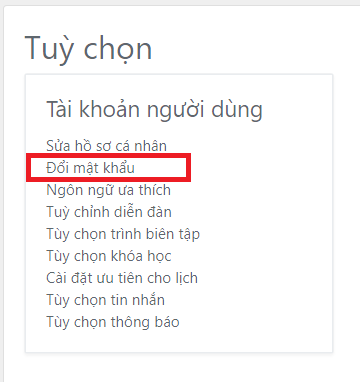 Tuỳ chọn
Tài khoản người dùng
Sửa hồ sơ cá nhân
Đổi mật khẩu
Ngôn ngữ ưa thích
Tuỳ chỉnh diễn đàn
Tùy chọn trình biên tập
Tùy chọn khóa học
Cài đặt ưu tiên cho lịch
Tùy chọn tin nhắn
Tùy chọn thông báo